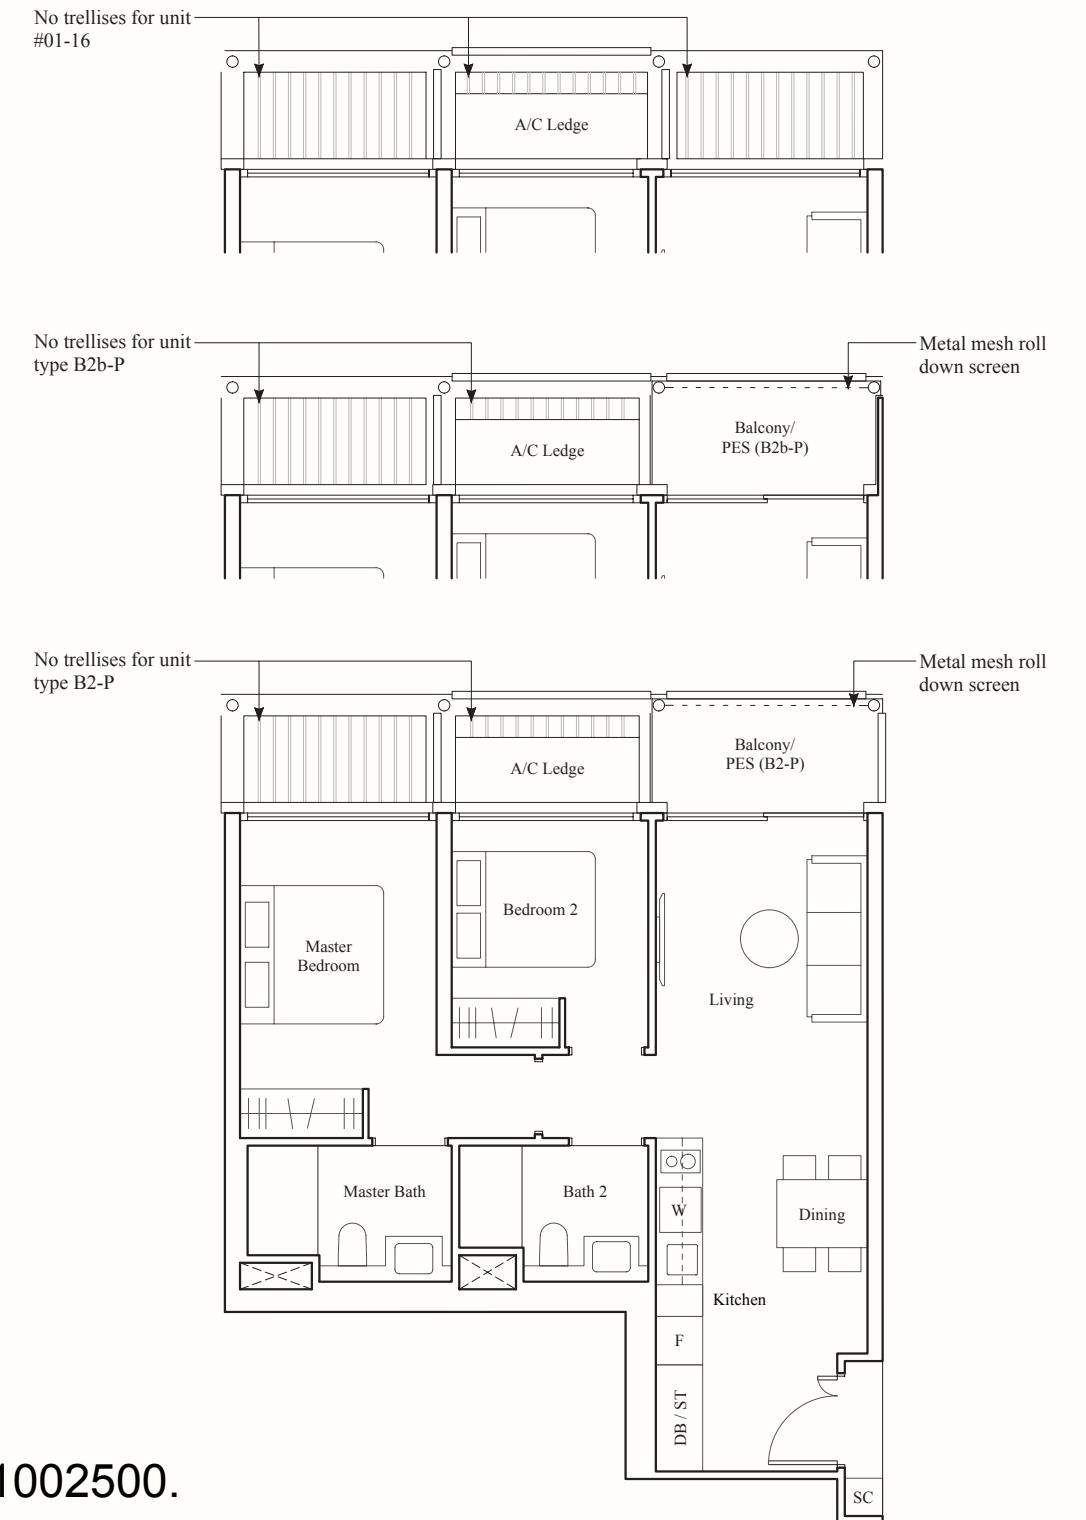 No trellises for unit
#01-16
A/C Ledge
No trellises for unit
type B2b-P
Metal mesh roll
down screen
Balcony/
PES (B2b-P)
A/C Ledge
No trellises for unit
type B2-P
Metal mesh roll
down screen
Balcony/
PES (B2-P)
A/C Ledge
Bedroom 2
Master
Bedroom
Living
Master Bath
Bath 2
W
Dining
Kitchen
F
DB / ST
1002500.
SC